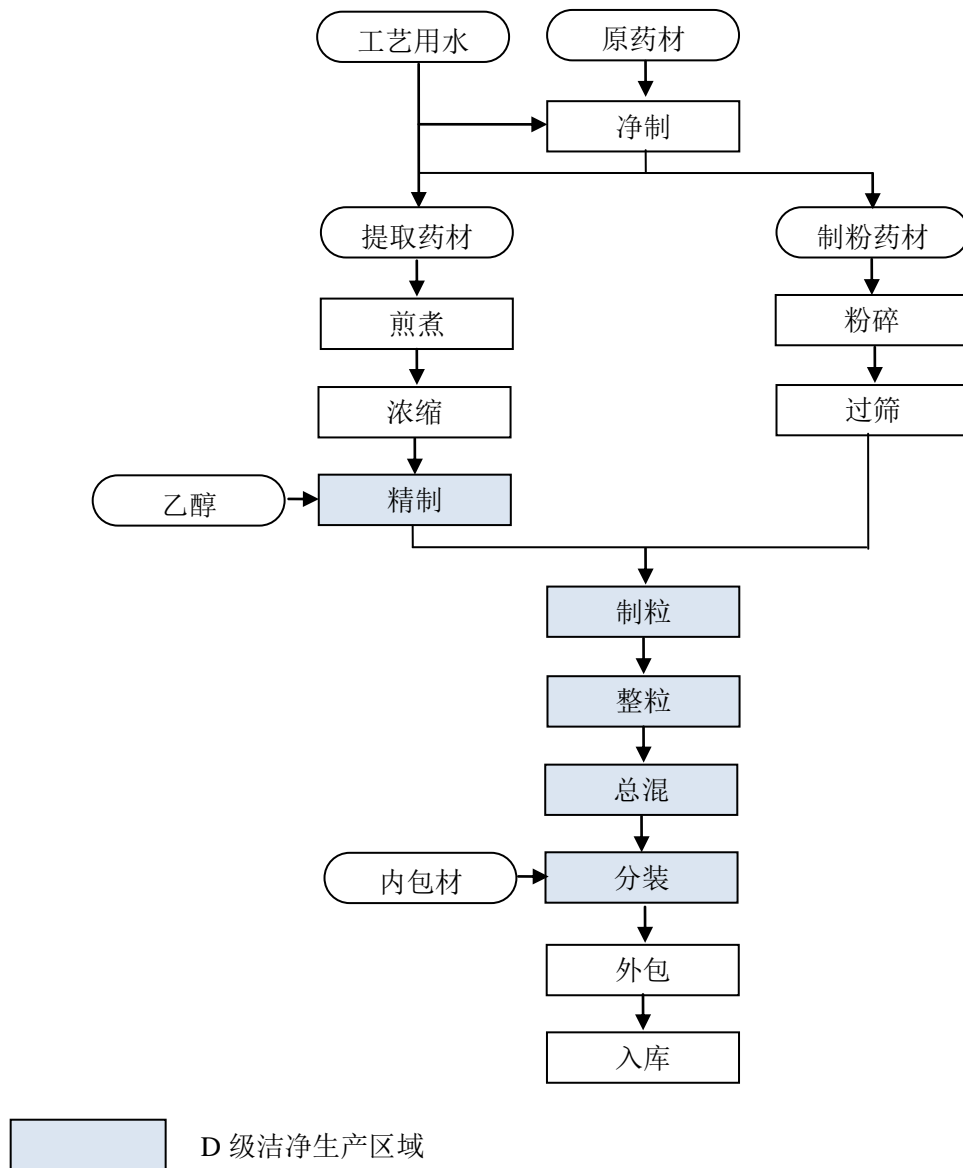 工艺用水
原药材
净制
提取药材
制粉药材
煎煮
粉碎
浓缩
过筛
乙醇
精制
制粒
整粒
总混
内包材
分装
外包
入库
D 级洁净生产区域